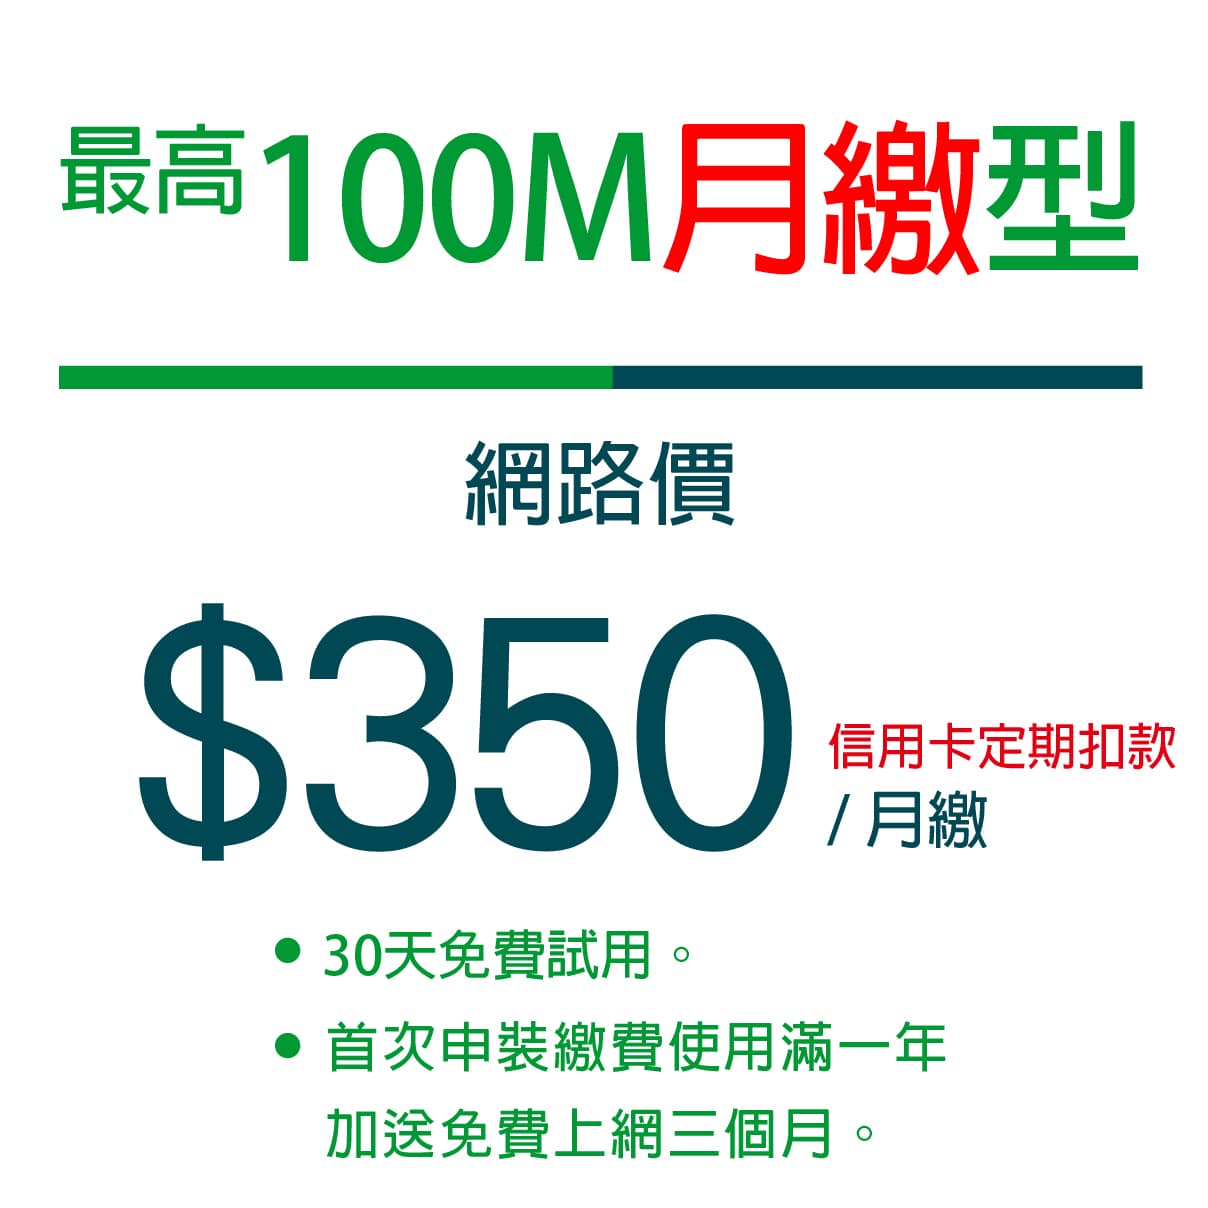 最高100M月繳型
網路價
$350
信用卡定期扣款
/ 月繳
• 30天免費試用。
• 首次申裝繳費使用滿一年
加送免費上網三個月。